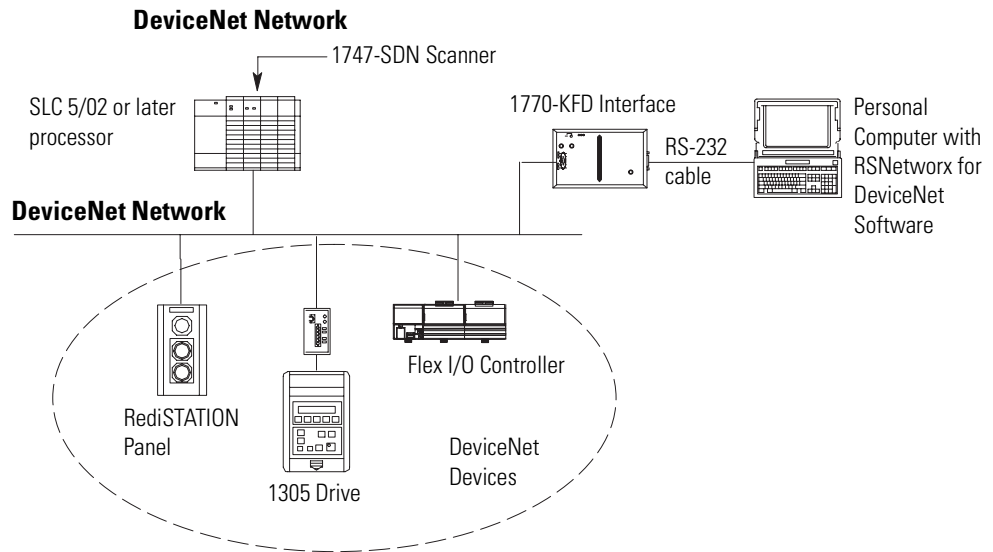 DeviceNet Network
1747-SDN Scanner
SLC 5/02 or later
processor
1770-KFD Interface
RS-232
cable
Personal
Computer with
RSNetworx for
DeviceNet
Software
DeviceNet Network
RediSTATION
Panel
1305 Drive
Flex I/O Controller
DeviceNet
Devices